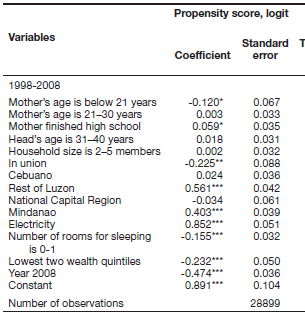 Propensity score, logit
Variables
Coefficient Standard error T
1998-2008
Mother's age is below 21 years -0.120* 0.067
Mother's age is 21–30 years 0.003 0.033
Mother finished high school 0.059* 0.035
Head's age is 31–40 years 0.018 0.031
Household size is 2–5 members 0.002 0.032
In union -0.225** 0.088
Cebuano 0.024 0.036
Rest of Luzon 0.561*** 0.042
National Capital Region -0.034 0.061
Mindanao 0.403*** 0.039
Electricity 0.852*** 0.051
Number of rooms for sleeping -0.155*** 0.032
is 0-1
Lowest two wealth quintiles -0.232*** 0.050
Year 2008 -0.474*** 0.036
Constant 0.891*** 0.104
Number of observations 28899